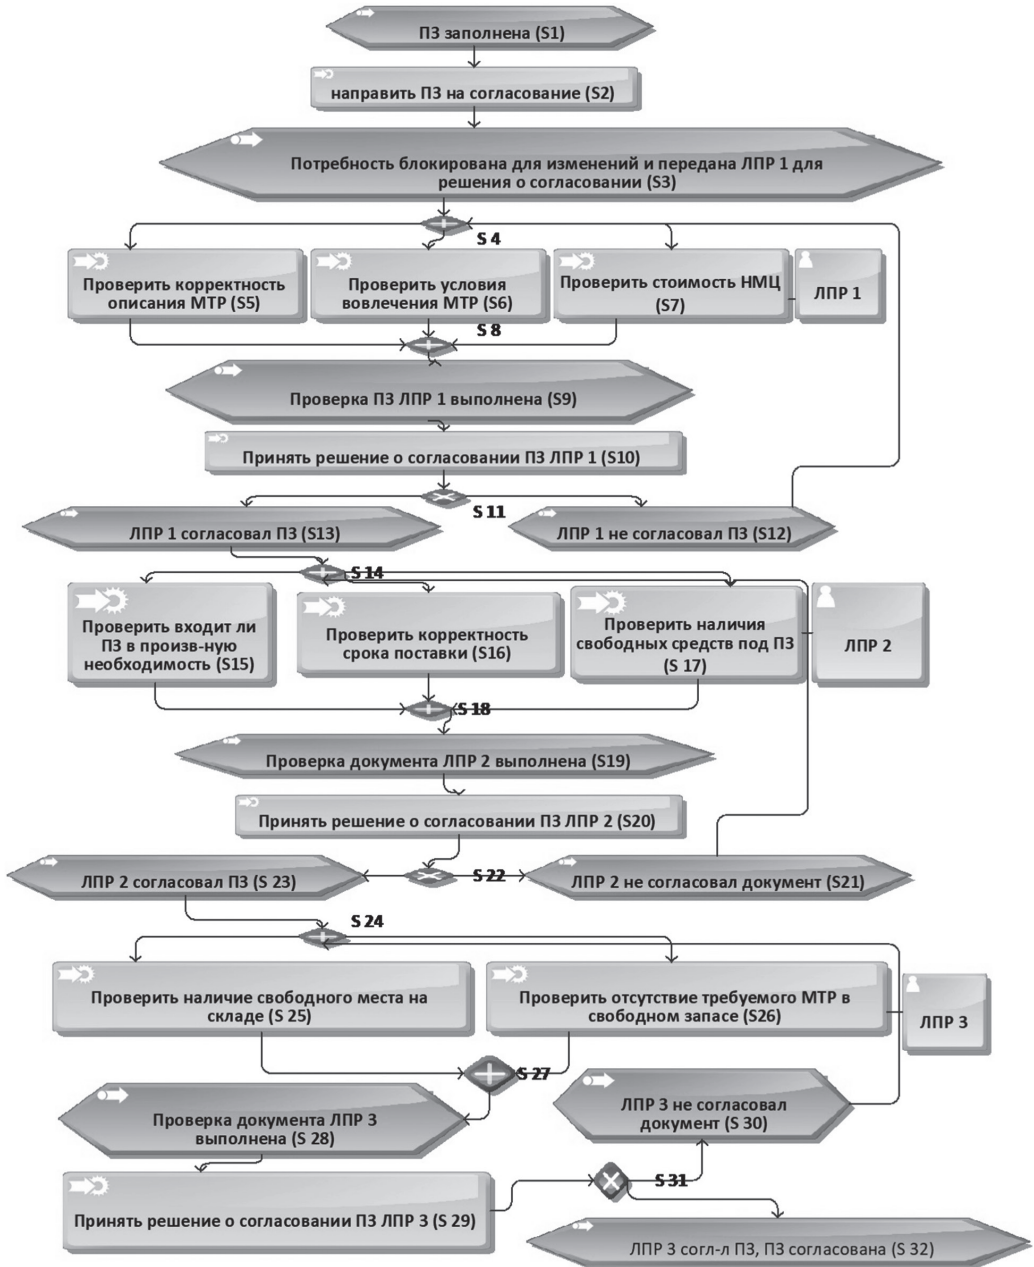 ПЗ заполнена (S1)
направить ПЗ на согласование (S2)
Потребность блокирована для изменений и передана ЛПР 1 для
решения о согласовании (S3)
S 4
Проверить корректность
описания МТР (S5)
Проверить условия
вовлечения МТР (S6)
Проверить стоимость НМЦ
(S7)
ЛПР 1
S 8
Проверка ПЗ ЛПР 1 выполнена (S9)
Принять решение о согласовании ПЗ ЛПР 1 (S10)
S 11
ЛПР 1 согласовал ПЗ (S13)
ЛПР 1 не согласовал ПЗ (S12)
S 14
Проверить входит ли
ПЗ в произв-ную
необходимость (S15)
Проверить корректность
срока поставки (S16)
Проверить наличия
свободных средств под ПЗ
(S 17)
ЛПР 2
S 18
Проверка документа ЛПР 2 выполнена (S19)
Принять решение о согласовании ПЗ ЛПР 2 (S20)
ЛПР 2 согласовал ПЗ (S 23)
S 22
ЛПР 2 не согласовал документ (S21)
S 24
Проверить наличие свободного места на
складе (S 25)
Проверить отсутствие требуемого МТР в
свободном запасе (S26)
ЛПР 3
S 27
Проверка документа ЛПР 3
выполнена (S 28)
ЛПР 3 не согласовал
документ (S 30)
S 31
Принять решение о согласовании ПЗ ЛПР 3 (S 29)
ЛПР 3 согл-л ПЗ, ПЗ согласована (S 32)